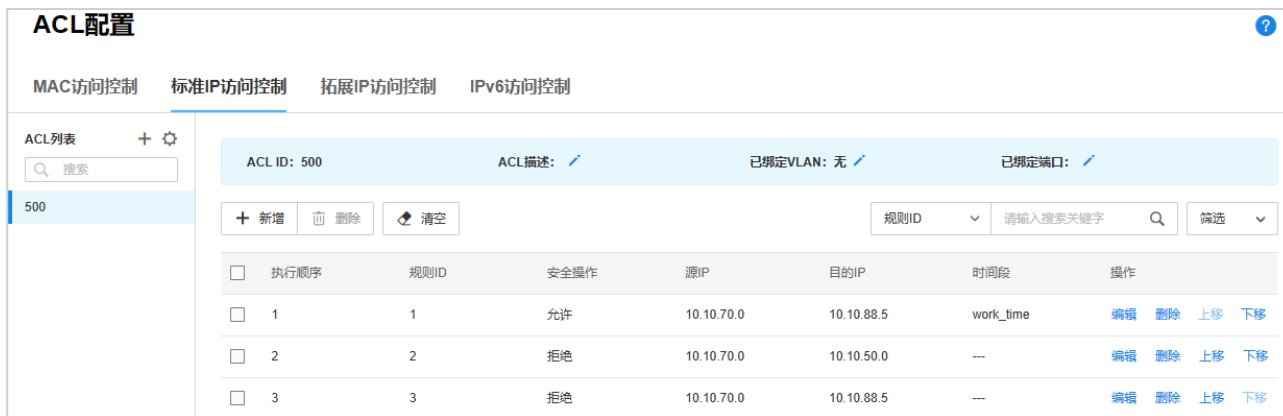 ACL配置
?
MAC访问控制 标准IP访问控制 拓展IP访问控制 IPv6访问控制
ACL列表
搜索
500
ACL ID: 500 ACL描述: 已绑定VLAN: 无 已绑定端口:
新增 删除 清空 规则ID 请输入搜索关键字 筛选
执行顺序 规则ID 安全操作 源IP 目的IP 时间段 操作
1 1 允许 10.10.70.0 10.10.88.5 work_time 编辑 删除 上移 下移
2 2 拒绝 10.10.70.0 10.10.50.0 --- 编辑 删除 上移 下移
3 3 拒绝 10.10.70.0 10.10.88.5 --- 编辑 删除 上移 下移